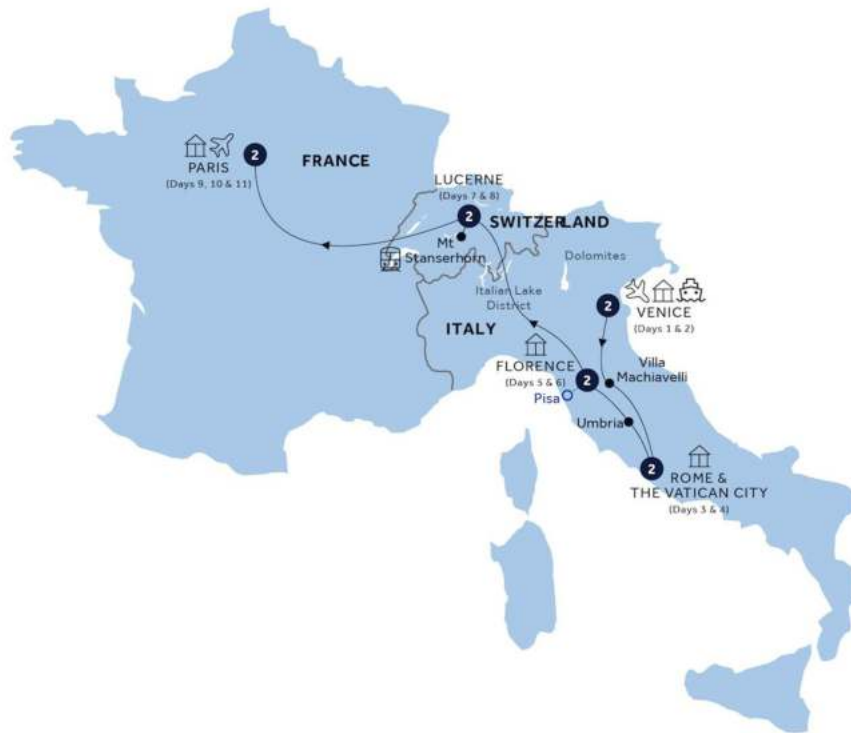 2
PARIS
(Days 9, 10 & 11)
FRANCE
LUCERNE
(Days 7 & 8)
2
SWITZERLAND
Mt
Stanserhorn
Dolomites
Italian Lake
District
2
VENICE
(Days 1 & 2)
ITALY
FLORENCE
(Days 5 & 6)
2
Villa
Machiavelli
Pisa
Umbria
2
ROME &
THE VATICAN CITY
(Days 3 & 4)